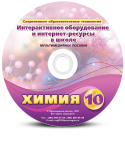 Современные образовательные технологии
Интерактивное оборудование
и интернет-ресурсы
в школе
МУЛЬТИМЕДИЙНОЕ ПОСОБИЕ
ХИМИЯ 10